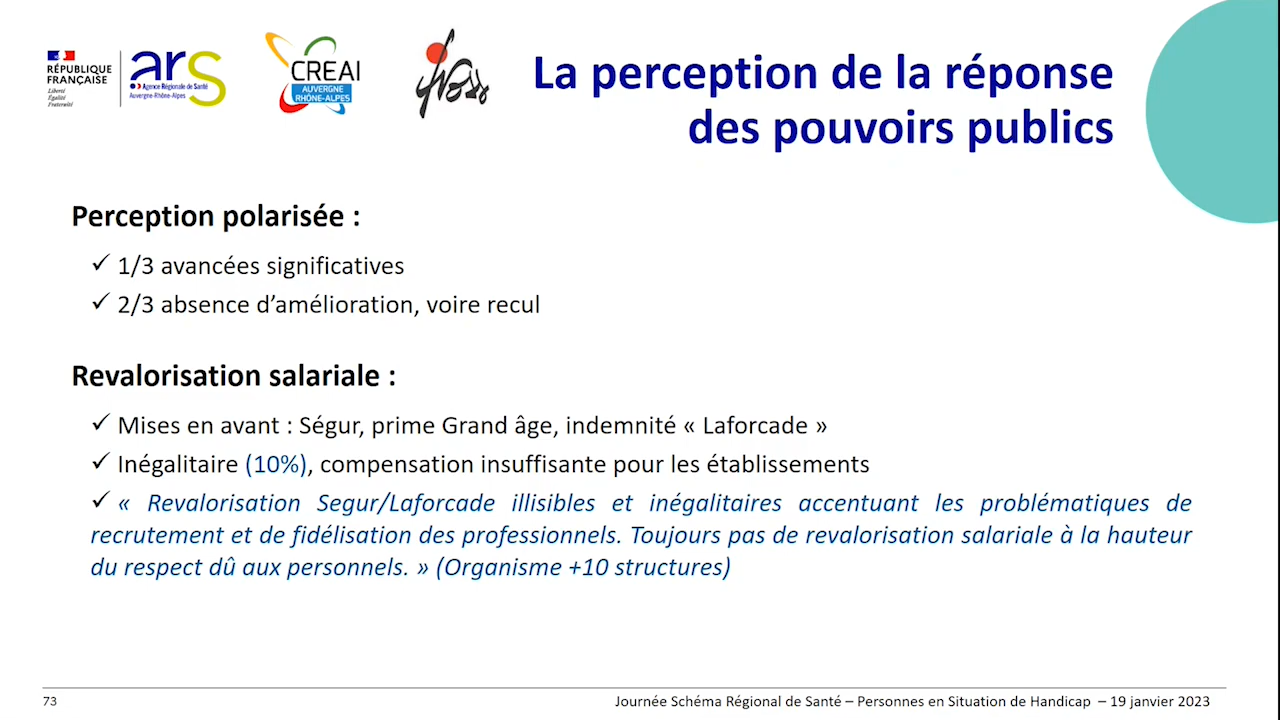 RÉPUBLIQUE
FRANÇAISE
Liberté
Égalité
Fraternité
ars
Agence Régionale de Santé
Auvergne-Rhône-Alpes
CREAI
AUVERGNE
RHÔNE-ALPES
La perception de la réponse
des pouvoirs publics
Perception polarisée :
✓ 1/3 avancées significatives
✓ 2/3 absence d’amélioration, voire recul
Revalorisation salariale :
✓ Mises en avant : Ségur, prime Grand âge, indemnité « Laforcade »
✓ Inégalitaire (10%), compensation insuffisante pour les établissements
✓ « Revalorisation Segur/Laforcade illisibles et inégalitaires accentuant les problématiques de
recrutement et de fidélisation des professionnels. Toujours pas de revalorisation salariale à la hauteur
du respect dû aux personnels. » (Organisme +10 structures)
73
Journée Schéma Régional de Santé – Personnes en Situation de Handicap – 19 janvier 2023